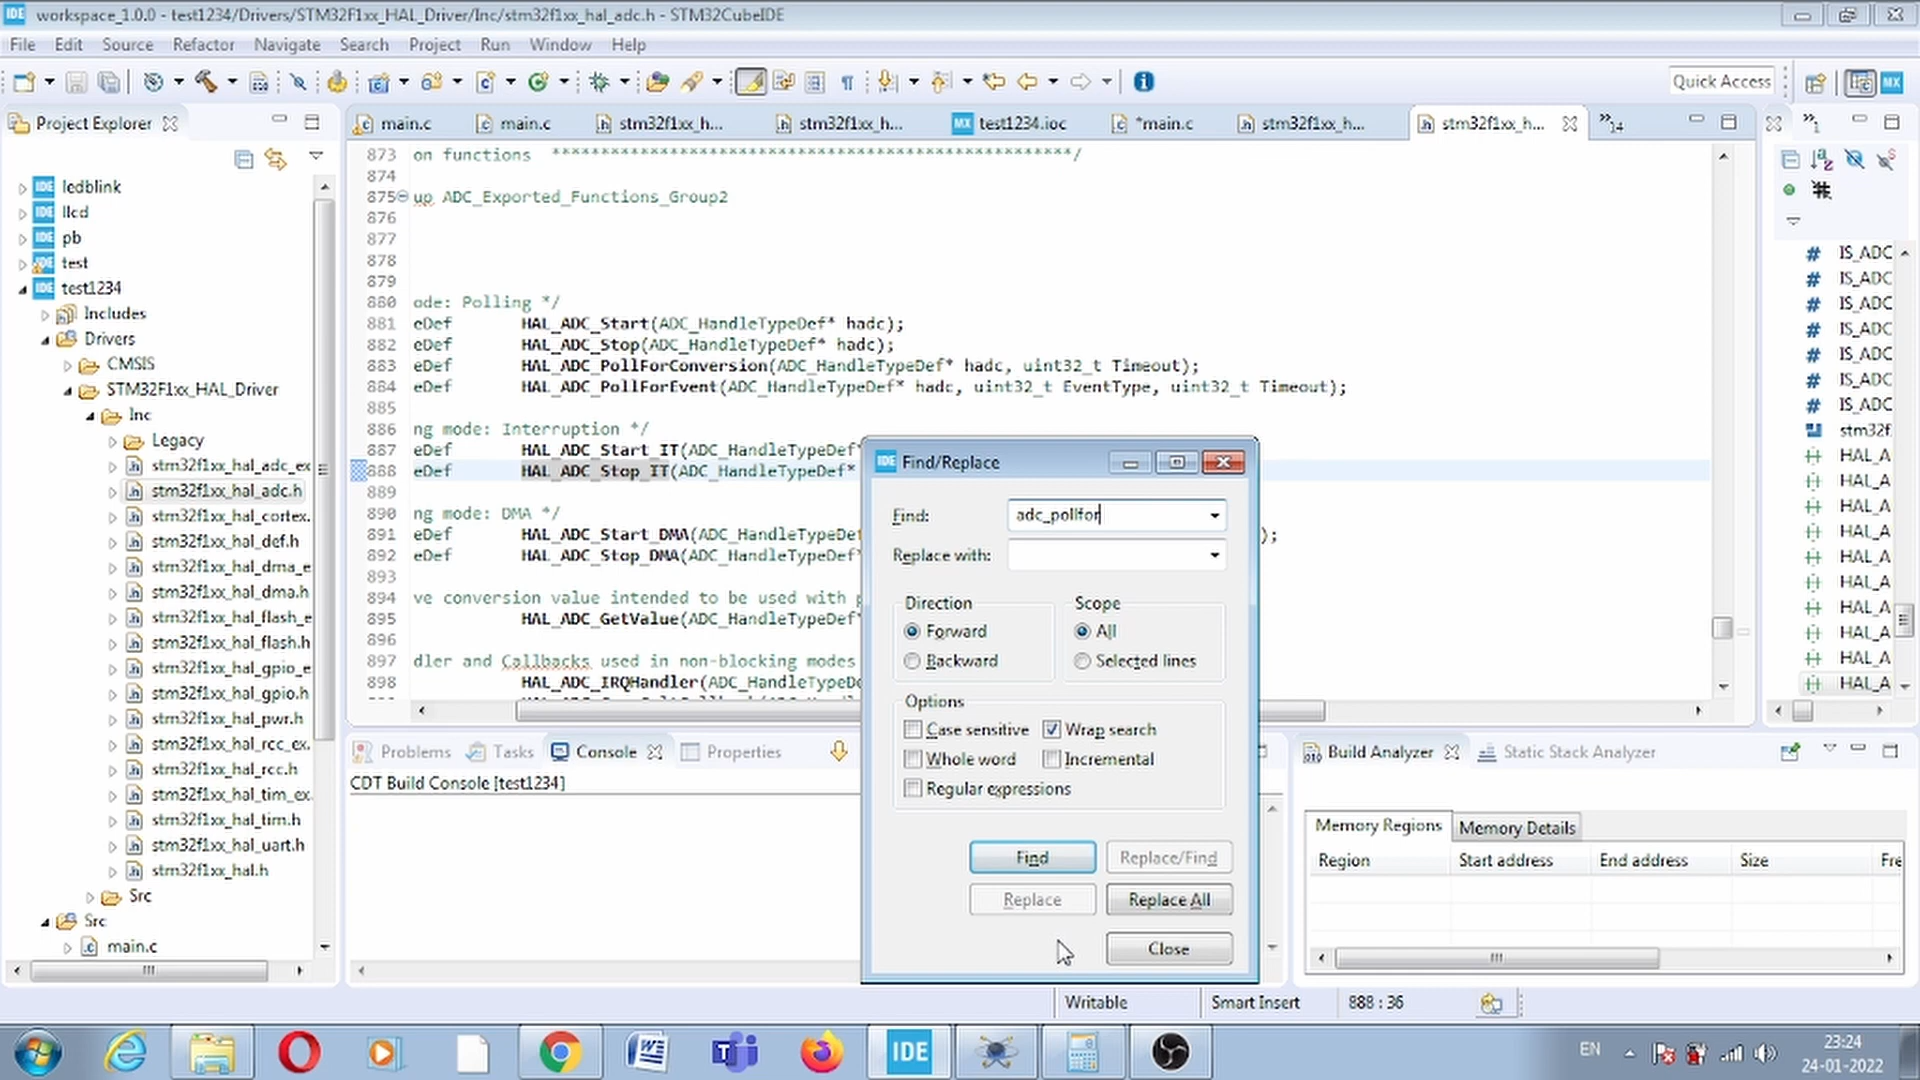 IDE workspace_1.0.0 - test1234/Drivers/STM32F1xx_HAL_Driver/Inc/stm32f1xx_hal_adc.h - STM32CubeIDE
File Edit Source Refactor Navigate Search Project Run Window Help
Quick Access
MX
Project Explorer
main.c
main.c
stm32f1xx_h...
stm32f1xx_h...
MX test1234.ioc
*main.c
stm32f1xx_h...
stm32f1xx_h...
»14
»1
IDE ledblink
IDE llcd
IDE pb
IDE test
IDE test1234
Includes
Drivers
CMSIS
STM32F1xx_HAL_Driver
Inc
Legacy
stm32f1xx_hal_adc_ex
stm32f1xx_hal_adc.h
stm32f1xx_hal_cortex.
stm32f1xx_hal_def.h
stm32f1xx_hal_dma_e
stm32f1xx_hal_dma.h
stm32f1xx_hal_flash_e
stm32f1xx_hal_flash.h
stm32f1xx_hal_gpio_e
stm32f1xx_hal_gpio.h
stm32f1xx_hal_pwr.h
stm32f1xx_hal_rcc_ex.
stm32f1xx_hal_rcc.h
stm32f1xx_hal_tim_ex.
stm32f1xx_hal_tim.h
stm32f1xx_hal_uart.h
stm32f1xx_hal.h
Src
Src
main.c
873 on functions *****************************************************/
874
875 up ADC_Exported_Functions_Group2
876
877
878
879
880 ode: Polling */
881 eDef HAL_ADC_Start(ADC_HandleTypeDef* hadc);
882 eDef HAL_ADC_Stop(ADC_HandleTypeDef* hadc);
883 eDef HAL_ADC_PollForConversion(ADC_HandleTypeDef* hadc, uint32_t Timeout);
884 eDef HAL_ADC_PollForEvent(ADC_HandleTypeDef* hadc, uint32_t EventType, uint32_t Timeout);
885
886 ng mode: Interruption */
887 eDef HAL_ADC_Start_IT(ADC_HandleTypeDef*
888 eDef HAL_ADC_Stop_IT(ADC_HandleTypeDef*
889
890 ng mode: DMA */
891 eDef HAL_ADC_Start_DMA(ADC_HandleTypeDef );
892 eDef HAL_ADC_Stop_DMA(ADC_HandleTypeDef*
893
894 ve conversion value intended to be used with p
895 HAL_ADC_GetValue(ADC_HandleTypeDef*
896
897 dler and Callbacks used in non-blocking modes
898 HAL_ADC_IRQHandler(ADC_HandleTypeDe
IDE Find/Replace
Find: adc_pollfor
Replace with:
Direction
Forward
Backward
Scope
All
Selected lines
Options
Case sensitive
Wrap search
Whole word
Incremental
Regular expressions
Find
Replace/Find
Replace
Replace All
Close
# IS_ADC
# IS_ADC
# IS_ADC
# IS_ADC
# IS_ADC
# IS_ADC
# IS_ADC
stm32f
HAL_A
HAL_A
HAL_A
HAL_A
HAL_A
HAL_A
HAL_A
HAL_A
HAL_A
HAL_A
Problems Tasks Console Properties
CDT Build Console [test1234]
Build Analyzer Static Stack Analyzer
Memory Regions Memory Details
Region Start address End address Size Fre
Writable Smart Insert 888 : 36
IDE
EN
23:24
24-01-2022